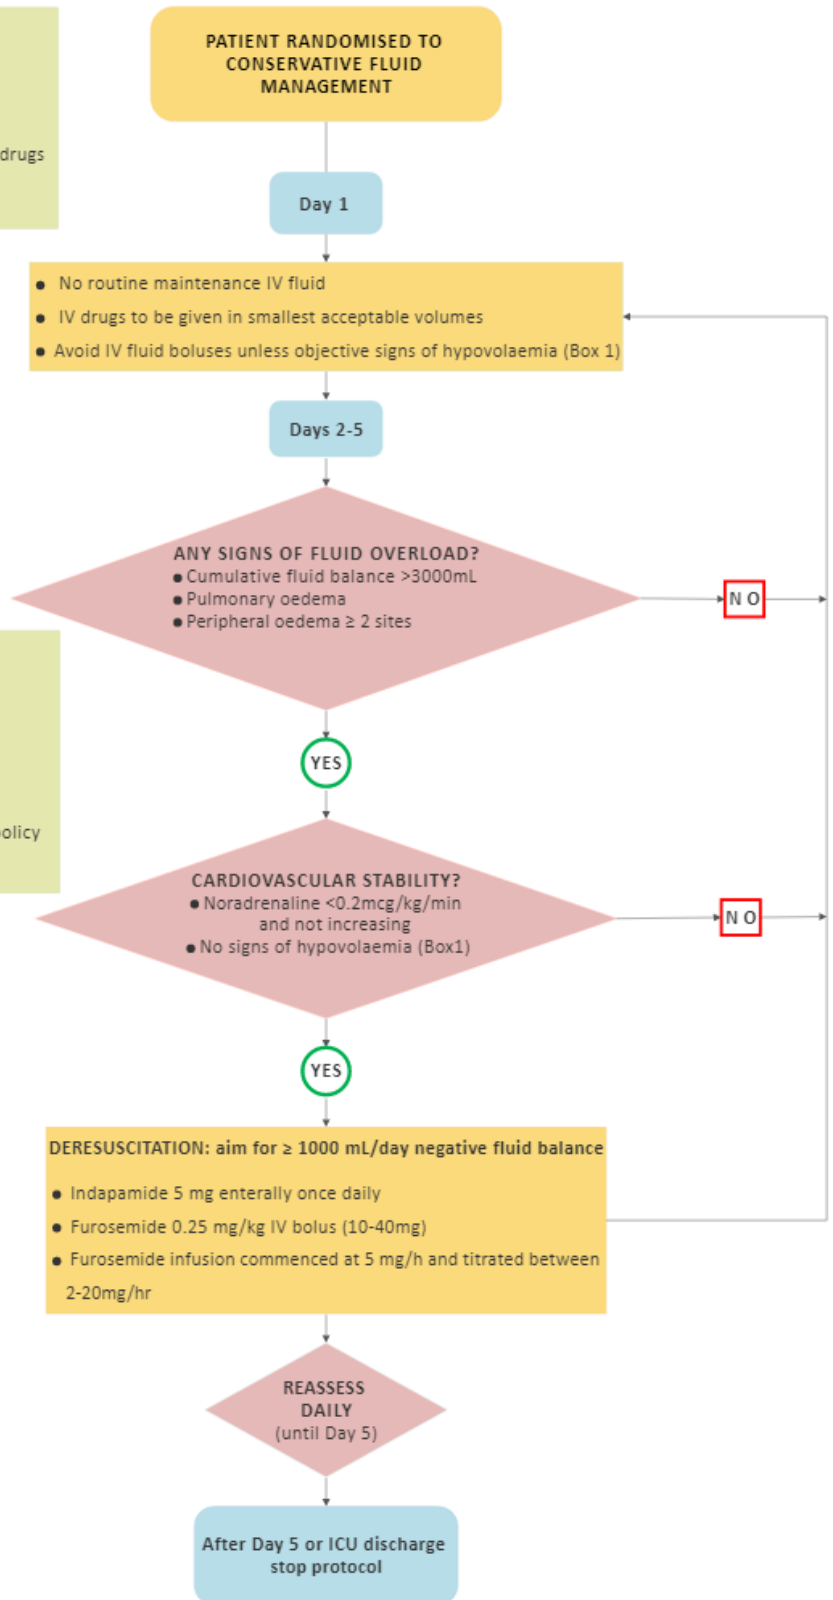 PATIENT RANDOMISED TO
CONSERVATIVE FLUID
MANAGEMENT
drugs
Day 1
● No routine maintenance IV fluid
● IV drugs to be given in smallest acceptable volumes
● Avoid IV fluid boluses unless objective signs of hypovolaemia (Box 1)
Days 2-5
ANY SIGNS OF FLUID OVERLOAD?
● Cumulative fluid balance >3000mL
● Pulmonary oedema
● Peripheral oedema ≥ 2 sites
N O
YES
olicy
CARDIOVASCULAR STABILITY?
● Noradrenaline <0.2mcg/kg/min
and not increasing
● No signs of hypovolaemia (Box1)
N O
YES
DERESUSCITATION: aim for ≥ 1000 mL/day negative fluid balance
● Indapamide 5 mg enterally once daily
● Furosemide 0.25 mg/kg IV bolus (10-40mg)
● Furosemide infusion commenced at 5 mg/h and titrated between
2-20mg/hr
REASSESS
DAILY
(until Day 5)
After Day 5 or ICU discharge
stop protocol